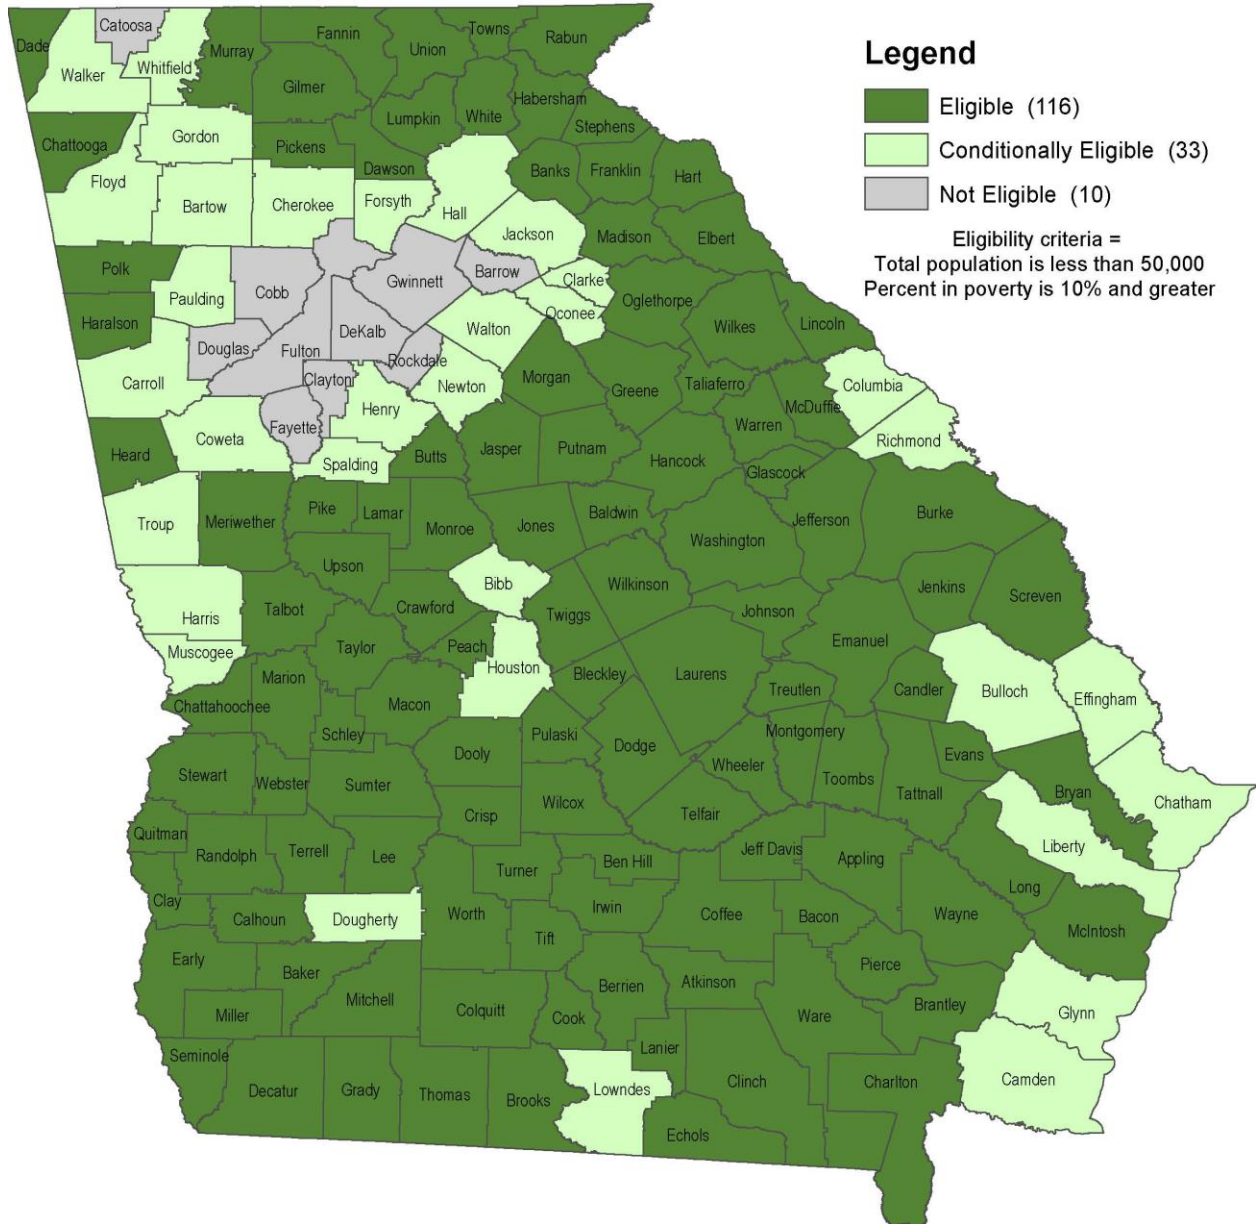 Legend
Eligible (116)
Conditionally Eligible (33)
Not Eligible (10)
Eligibility criteria =
Total population is less than 50,000
Percent in poverty is 10% and greater
Dade
Catoosa
Walker
Whitfield
Murray
Fannin
Union
Towns
Rabun
Gilmer
Lumpkin
White
Habersham
Stephens
Chattooga
Gordon
Pickens
Dawson
Banks
Franklin
Hart
Floyd
Bartow
Cherokee
Forsyth
Hall
Jackson
Madison
Elbert
Polk
Paulding
Cobb
Gwinnett
Barrow
Clarke
Oconee
Oglethorpe
Wilkes
Lincoln
Haralson
Douglas
Fulton
DeKalb
Rockdale
Walton
Carroll
Clayton
Newton
Morgan
Greene
Taliaferro
McDuffie
Columbia
Fayette
Henry
Warren
Richmond
Heard
Coweta
Spalding
Butts
Jasper
Putnam
Hancock
Glascock
Troup
Meriwether
Pike
Lamar
Monroe
Jones
Baldwin
Washington
Jefferson
Burke
Upson
Bibb
Wilkinson
Jenkins
Screven
Harris
Talbot
Crawford
Twiggs
Johnson
Emanuel
Muscogee
Taylor
Peach
Houston
Bleckley
Laurens
Treutlen
Candler
Bulloch
Effingham
Marion
Macon
Chattahoochee
Schley
Dooly
Pulaski
Dodge
Wheeler
Montgomery
Toombs
Tattnall
Evans
Bryan
Chatham
Stewart
Webster
Sumter
Crisp
Wilcox
Telfair
Liberty
Quitman
Randolph
Terrell
Lee
Turner
Ben Hill
Jeff Davis
Appling
Long
Clay
Calhoun
Dougherty
Worth
Irwin
Coffee
Bacon
Wayne
McIntosh
Tift
Early
Baker
Mitchell
Berrien
Atkinson
Pierce
Brantley
Glynn
Miller
Colquitt
Cook
Ware
Seminole
Decatur
Grady
Thomas
Brooks
Lanier
Lowndes
Clinch
Charlton
Camden
Echols